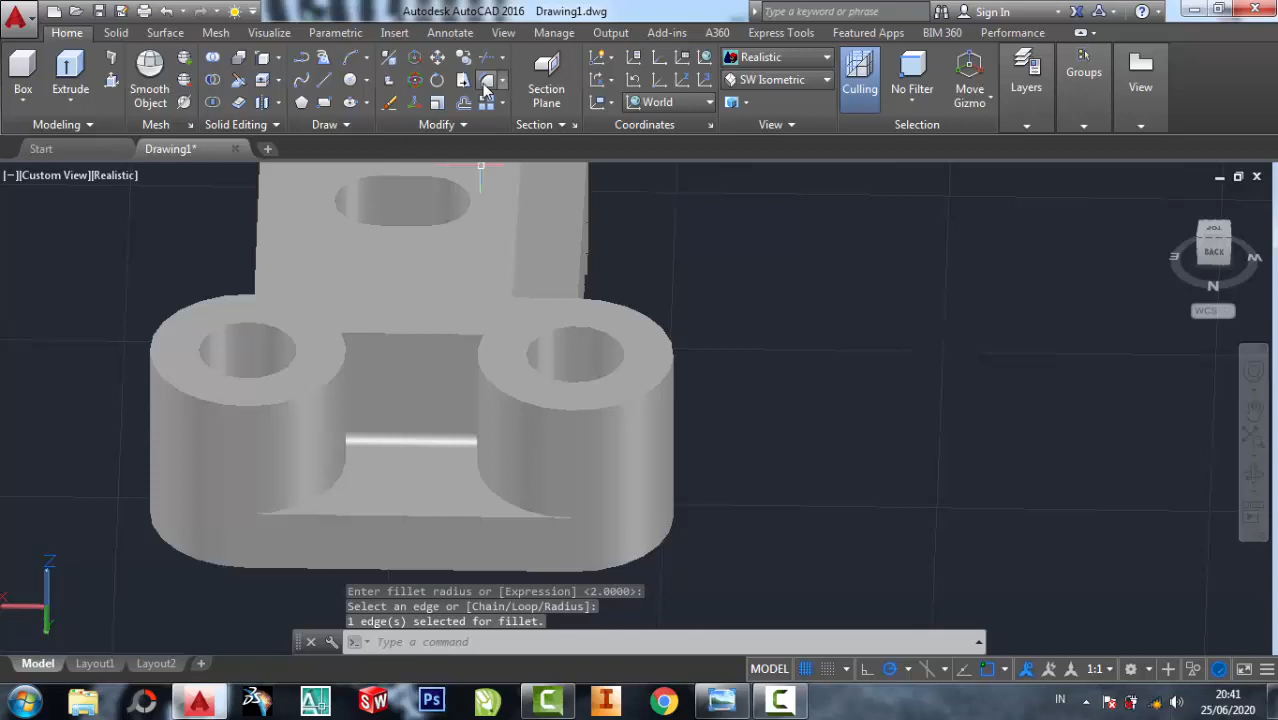 Autodesk AutoCAD 2016 Drawing1.dwg
Type a keyword or phrase
Sign In
Home Solid Surface Mesh Visualize Parametric Insert Annotate View Manage Output Add-ins A360 Express Tools Featured Apps BIM 360 Performance
Box
Extrude
Smooth
Object
Section
Plane
Realistic
SW Isometric
World
Culling
No Filter
Move
Gizmo
Layers
Groups
View
Modeling Mesh Solid Editing Draw Modify Section Coordinates View Selection
Start Drawing1*
[−][Custom View][Realistic]
TOP
BACK
E
W
N
WCS
Z
X
Enter fillet radius or [Expression] <2.0000>:
Select an edge or [Chain/Loop/Radius]:
1 edge(s) selected for fillet.
Type a command
Model Layout1 Layout2
MODEL
1:1
SW
Ps
IN
20:41
25/06/2020